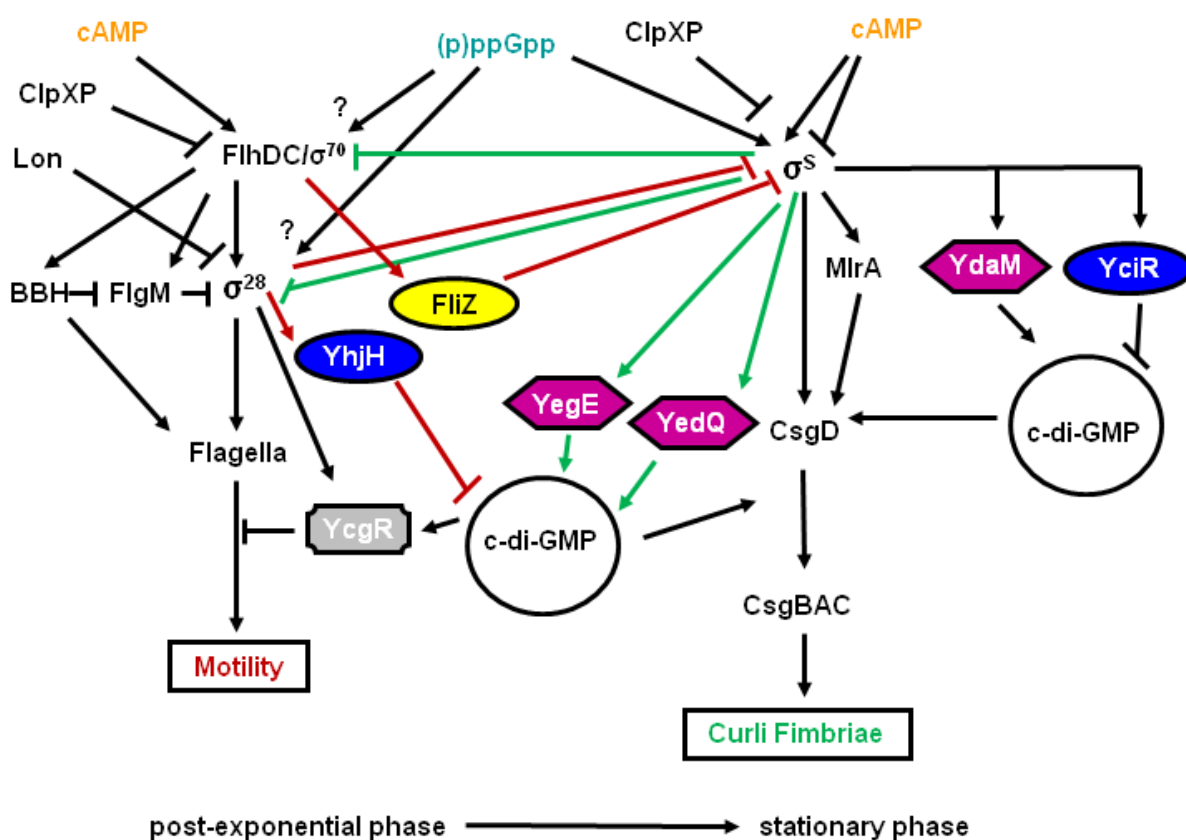 cAMP
(p)ppGpp
ClpXP
cAMP
ClpXP
?
Lon
FlhDC/σ⁷⁰
σˢ
?
BBH
FlgM
σ²⁸
FliZ
MlrA
YdaM
YciR
YhjH
YegE
YedQ
CsgD
c-di-GMP
Flagella
YcgR
c-di-GMP
CsgBAC
Motility
Curli Fimbriae
post-exponential phase
stationary phase